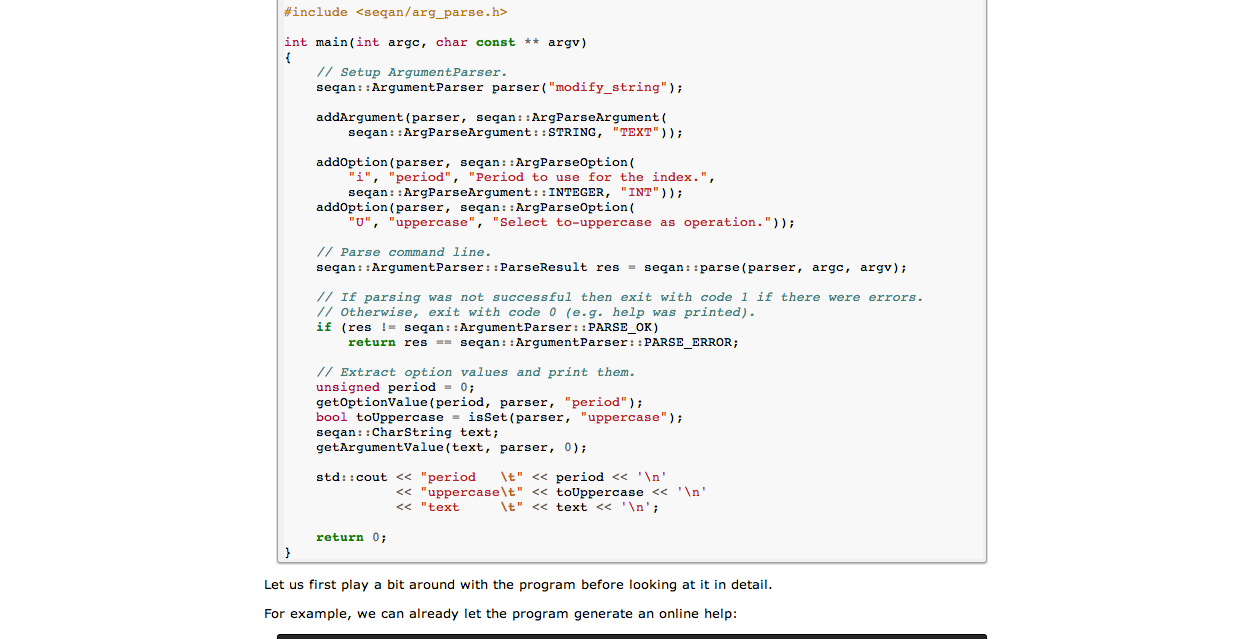 #include <seqan/arg_parse.h>

int main(int argc, char const ** argv)
{
    // Setup ArgumentParser.
    seqan::ArgumentParser parser("modify_string");

    addArgument(parser, seqan::ArgParseArgument(
        seqan::ArgParseArgument::STRING, "TEXT"));

    addOption(parser, seqan::ArgParseOption(
        "i", "period", "Period to use for the index.",
        seqan::ArgParseArgument::INTEGER, "INT"));
    addOption(parser, seqan::ArgParseOption(
        "U", "uppercase", "Select to-uppercase as operation."));

    // Parse command line.
    seqan::ArgumentParser::ParseResult res = seqan::parse(parser, argc, argv);

    // If parsing was not successful then exit with code 1 if there were errors.
    // Otherwise, exit with code 0 (e.g. help was printed).
    if (res != seqan::ArgumentParser::PARSE_OK)
        return res == seqan::ArgumentParser::PARSE_ERROR;

    // Extract option values and print them.
    unsigned period = 0;
    getOptionValue(period, parser, "period");
    bool toUppercase = isSet(parser, "uppercase");
    seqan::CharString text;
    getArgumentValue(text, parser, 0);

    std::cout << "period   \t" << period << '\n'
              << "uppercase\t" << toUppercase << '\n'
              << "text     \t" << text << '\n';

    return 0;
}
Let us first play a bit around with the program before looking at it in detail.
For example, we can already let the program generate an online help: